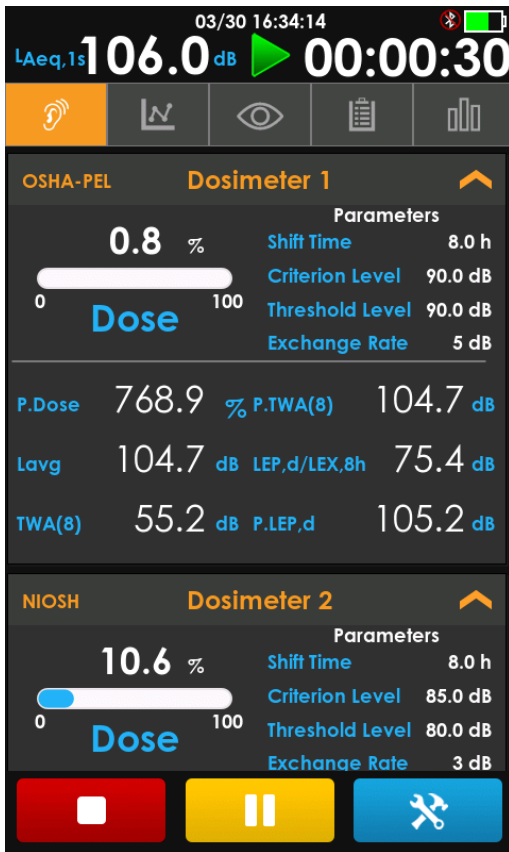 03/30 16:34:14
LAeq,1s 106.0 dB 00:00:30
OSHA-PEL Dosimeter 1
Parameters
0.8 %
Shift Time 8.0 h
Criterion Level 90.0 dB
0 100
Dose
Threshold Level 90.0 dB
Exchange Rate 5 dB
P.Dose 768.9 % P.TWA(8) 104.7 dB
Lavg 104.7 dB LEP,d/LEX,8h 75.4 dB
TWA(8) 55.2 dB P.LEP,d 105.2 dB
NIOSH Dosimeter 2
Parameters
10.6 %
Shift Time 8.0 h
Criterion Level 85.0 dB
0 100
Dose
Threshold Level 80.0 dB
Exchange Rate 3 dB